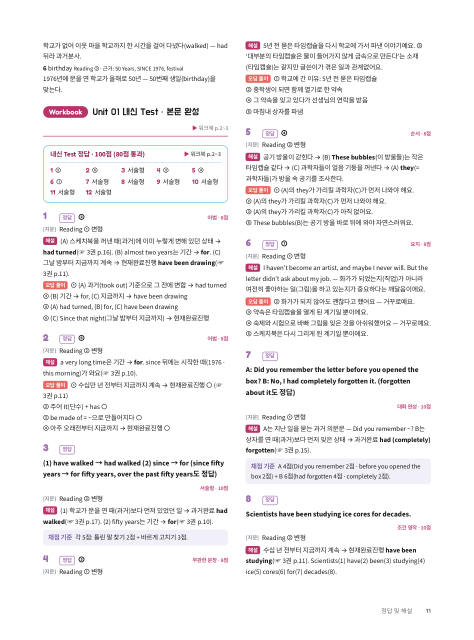 학교가 없어 이웃 마을 학교까지 한 시간을 걸어 다녔다(walked) — had
뒤라 과거분사.
6 birthday Reading ③ · 근거: 50 Years, SINCE 1976, festival
1976년에 문을 연 학교가 올해로 50년 — 50번째 생일(birthday)을
맞는다.
Workbook Unit 01 내신 Test · 본문 완성
▶ 워크북 p.2~3
내신 Test 정답 · 100점 (80점 통과) ▶ 워크북 p.2~3
3 서술형
7 서술형 8 서술형 9 서술형 10 서술형
11 서술형 12 서술형
1 정답 어법 · 8점
[지문] Reading ① 변형
해설 (A) 스케치북을 꺼낸 때(과거)에 이미 누렇게 변해 있던 상태 →
had turned(☞ 3권 p.16). (B) almost two years는 기간 → for. (C)
그날 밤부터 지금까지 계속 → 현재완료진행 have been drawing(☞
3권 p.11).
오답 풀이 ① (A) 과거(took out) 기준으로 그 전에 변함 → had turned
② (B) 기간 → for, (C) 지금까지 → have been drawing
③ (A) had turned, (B) for, (C) have been drawing
⑤ (C) Since that night(그날 밤부터 지금까지) → 현재완료진행
2 정답 어법 · 8점
[지문] Reading ③ 변형
해설 a very long time은 기간 → for. since 뒤에는 시작한 때(1976 ·
this morning)가 와요(☞ 3권 p.10).
오답 풀이 ① 수십만 년 전부터 지금까지 계속 → 현재완료진행 ○ (☞
3권 p.11)
② 주어 It(단수) + has ○
③ be made of = ~으로 만들어지다 ○
④ 아주 오래전부터 지금까지 → 현재완료진행 ○
3 정답
(1) have walked → had walked (2) since → for (since fifty
years → for fifty years, over the past fifty years도 정답)
서술형 · 10점
[지문] Reading ③ 변형
해설 (1) 학교가 문을 연 때(과거)보다 먼저 있었던 일 → 과거완료 had
walked(☞ 3권 p.17). (2) fifty years는 기간 → for(☞ 3권 p.10).
채점 기준 각 5점: 틀린 말 찾기 2점 + 바르게 고치기 3점.
4 정답 무관한 문장 · 8점
[지문] Reading ② 변형
해설 5년 전 묻은 타임캡슐을 다시 학교에 가서 파낸 이야기예요. ③
'대부분의 타임캡슐은 물이 들어가지 않게 금속으로 만든다'는 소재
(타임캡슐)는 같지만 글쓴이가 겪은 일과 관계없어요.
오답 풀이 ① 학교에 간 이유: 5년 전 묻은 타임캡슐
② 중학생이 되면 함께 열기로 한 약속
④ 그 약속을 잊고 있다가 선생님의 연락을 받음
⑤ 마침내 상자를 파냄
5 정답 ④ 순서 · 8점
[지문] Reading ③ 변형
해설 공기 방울이 갇힌다 → (B) These bubbles(이 방울들)는 작은
타임캡슐 같다 → (C) 과학자들이 얼음 기둥을 꺼낸다 → (A) they(=
과학자들)가 방울 속 공기를 조사한다.
오답 풀이 ① (A)의 they가 가리킬 과학자(C)가 먼저 나와야 해요.
② (A)의 they가 가리킬 과학자(C)가 먼저 나와야 해요.
③ (A)의 they가 가리킬 과학자(C)가 아직 없어요.
⑤ These bubbles(B)는 공기 방울 바로 뒤에 와야 자연스러워요.
6 정답 ① 요지 · 8점
[지문] Reading ① 변형
해설 I haven't become an artist, and maybe I never will. But the
letter didn't ask about my job. — 화가가 되었는지(직업)가 아니라
여전히 좋아하는 일(그림)을 하고 있는지가 중요하다는 깨달음이에요.
오답 풀이 ② 화가가 되지 않아도 괜찮다고 했어요 — 거꾸로예요.
③ 약속은 타임캡슐을 열게 된 계기일 뿐이에요.
④ 숙제와 시험으로 바빠 그림을 잊은 것을 아쉬워했어요 — 거꾸로예요.
⑤ 스케치북은 다시 그리게 된 계기일 뿐이에요.
7 정답
A: Did you remember the letter before you opened the
box? B: No, I had completely forgotten it. (forgotten
about it도 정답)
대화 완성 · 10점
[지문] Reading ① 변형
해설 A는 지난 일을 묻는 과거 의문문 — Did you remember ~? B는
상자를 연 때(과거)보다 먼저 잊은 상태 → 과거완료 had (completely)
forgotten(☞ 3권 p.15).
채점 기준 A 4점(Did you remember 2점 · before you opened the
box 2점) + B 6점(had forgotten 4점 · completely 2점).
8 정답
Scientists have been studying ice cores for decades.
조건 영작 · 10점
[지문] Reading ③ 변형
해설 수십 년 전부터 지금까지 계속 → 현재완료진행 have been
studying(☞ 3권 p.11). Scientists(1) have(2) been(3) studying(4)
ice(5) cores(6) for(7) decades(8).
정답 및 해설 11